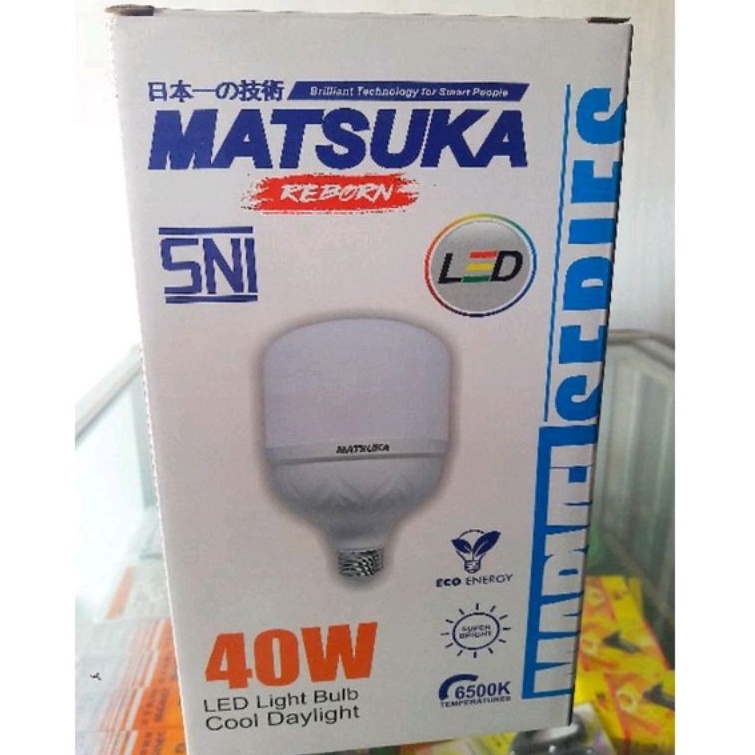 日本一の技術 Brilliant Technology for Smart People
MATSUKA
REBORN
SNI
LED
SERIES
MATSUKA
ECO ENERGY
SUPER
BRIGHT
40W
LED Light Bulb
Cool Daylight
6500K
TEMPERATURES